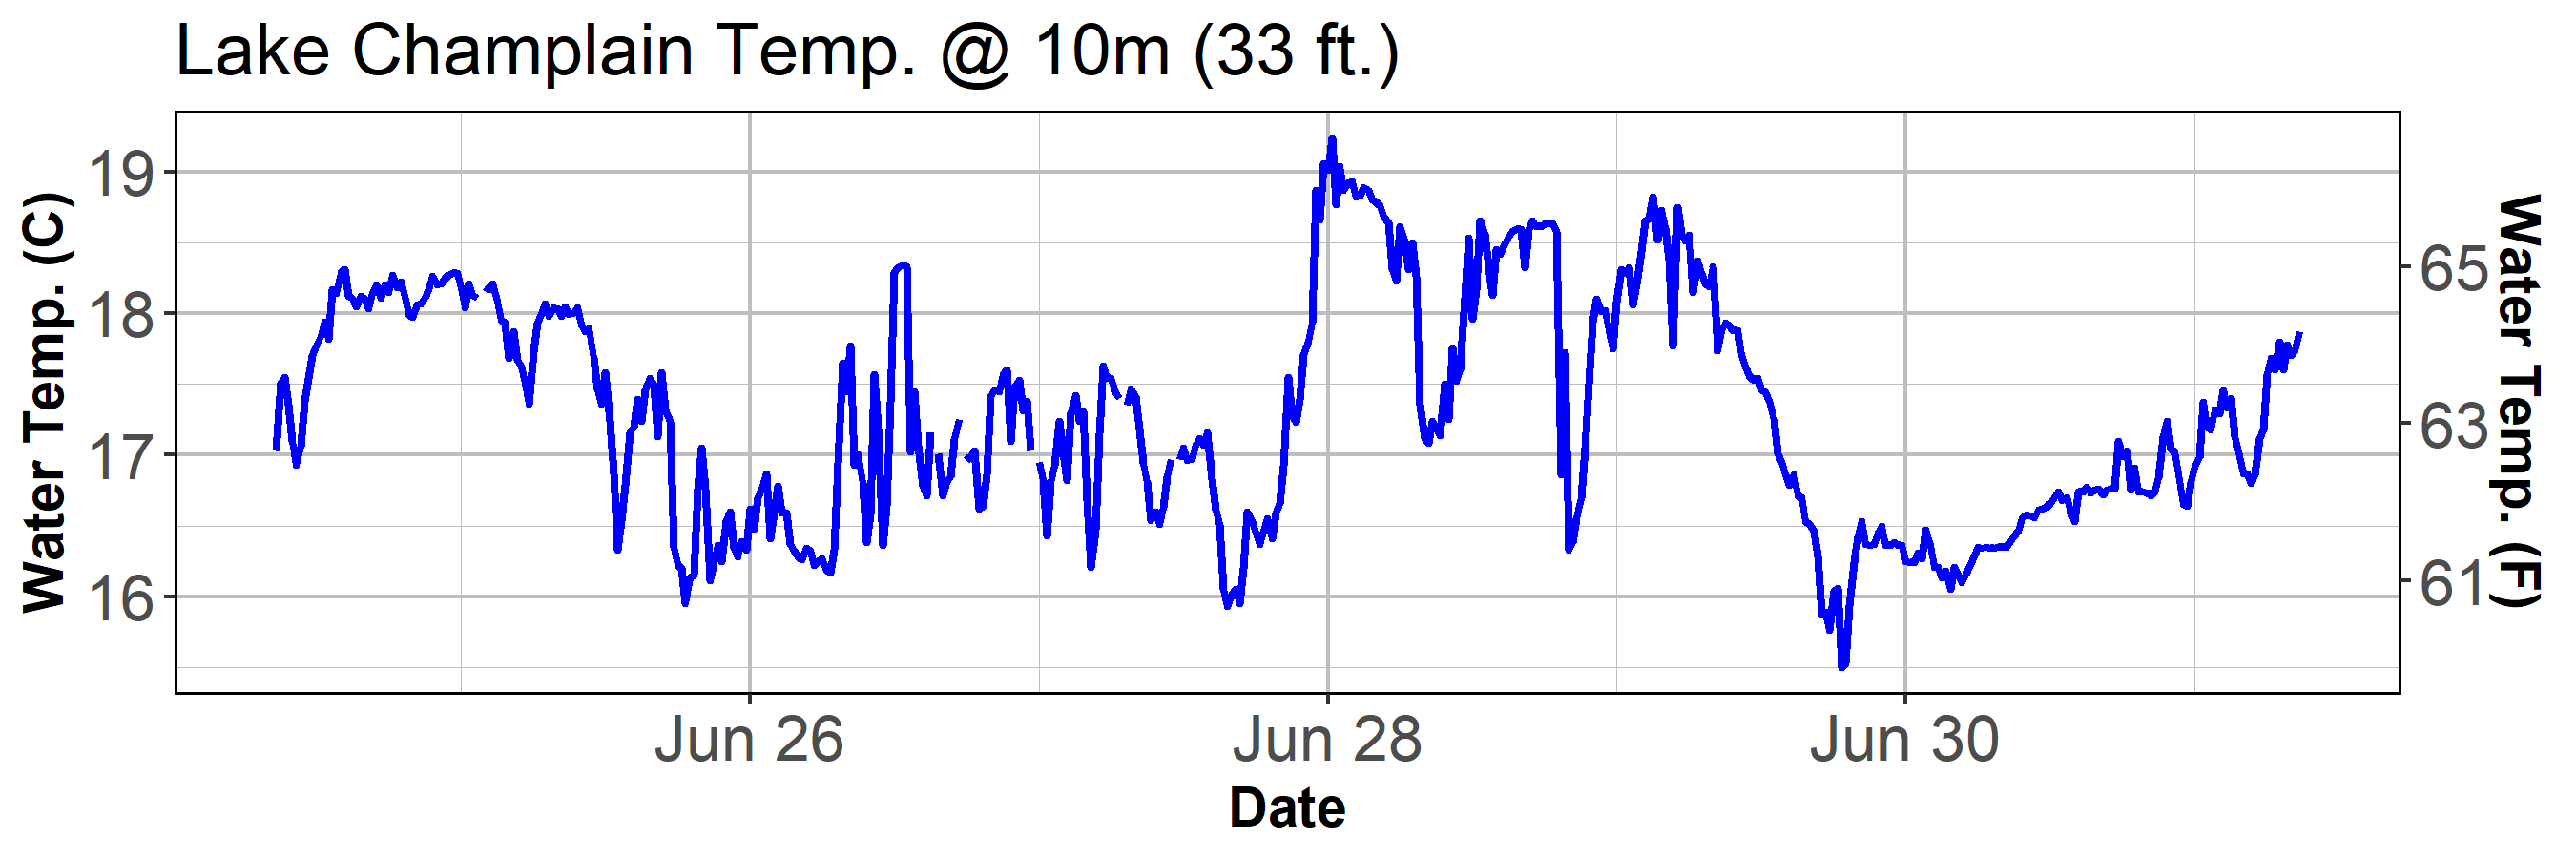 Lake Champlain Temp. @ 10m (33 ft.)
Water Temp. (C)
19
18
17
16
65
63
61
Water Temp. (F)
Jun 26 Jun 28 Jun 30
Date